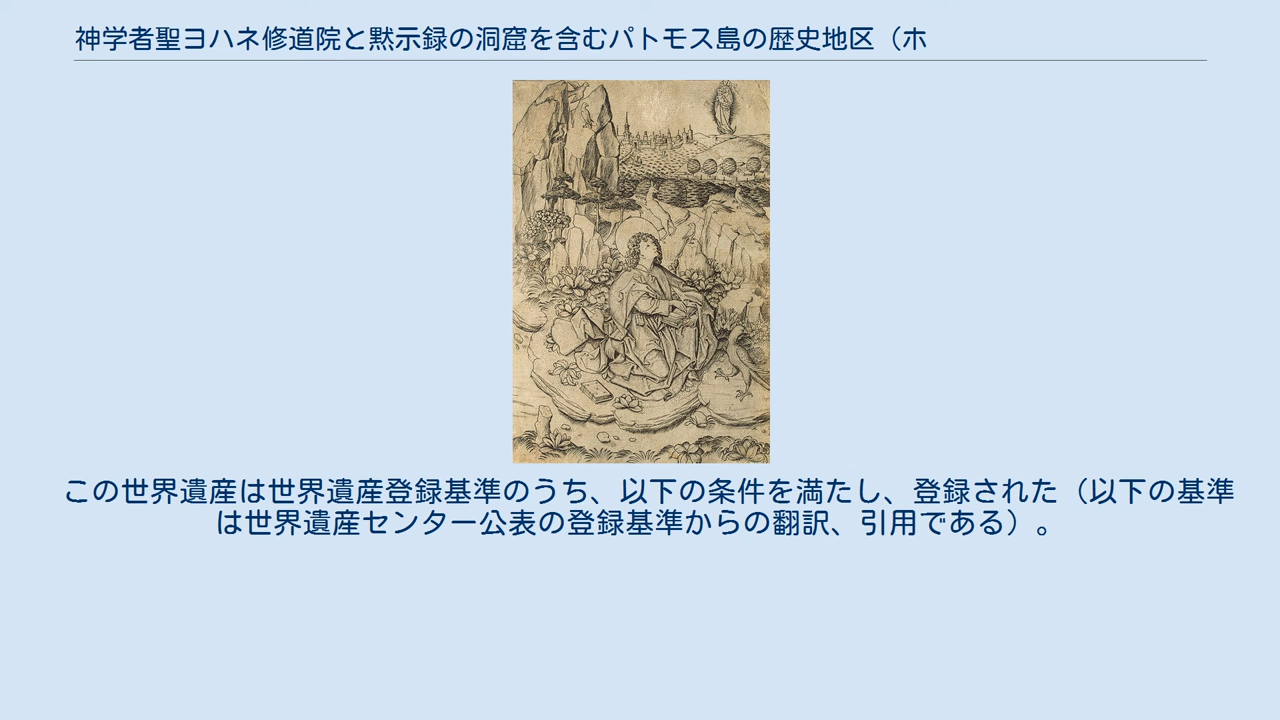 神学者聖ヨハネ修道院と黙示録の洞窟を含むパトモス島の歴史地区（ホ
この世界遺産は世界遺産登録基準のうち、以下の条件を満たし、登録された（以下の基準
は世界遺産センター公表の登録基準からの翻訳、引用である）。